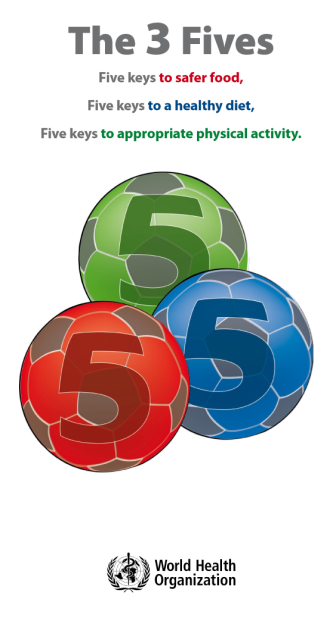 The 3 Fives
Five keys to safer food,
Five keys to a healthy diet,
Five keys to appropriate physical activity.
5
5
5
World Health
Organization